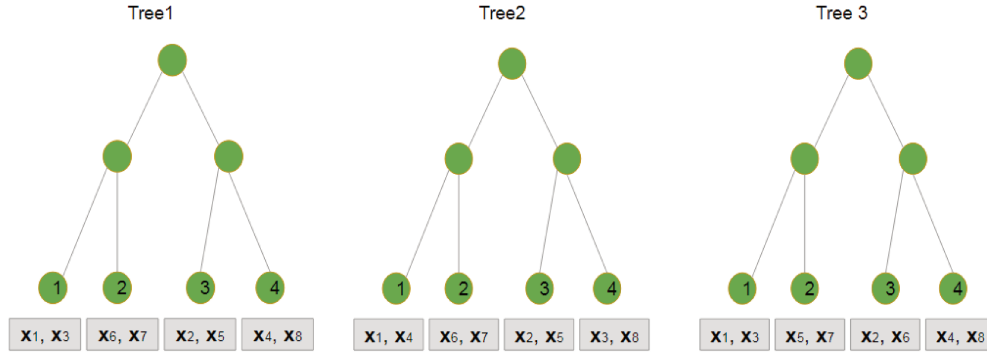 Tree1 Tree2 Tree 3
1 2 3 4 1 2 3 4 1 2 3 4
x1, x3 x6, x7 x2, x5 x4, x8 x1, x4 x6, x7 x2, x5 x3, x8 x1, x3 x5, x7 x2, x6 x4, x8